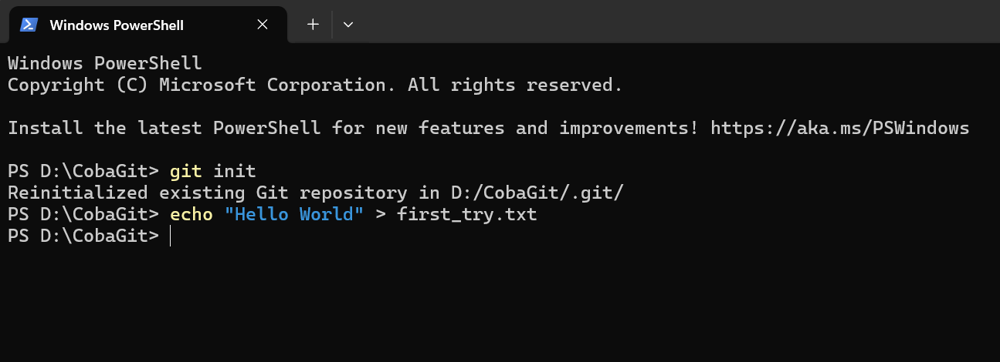 Windows PowerShell
Windows PowerShell
Copyright (C) Microsoft Corporation. All rights reserved.
Install the latest PowerShell for new features and improvements! https://aka.ms/PSWindows
PS D:\CobaGit> git init
Reinitialized existing Git repository in D:/CobaGit/.git/
PS D:\CobaGit> echo "Hello World" > first_try.txt
PS D:\CobaGit>